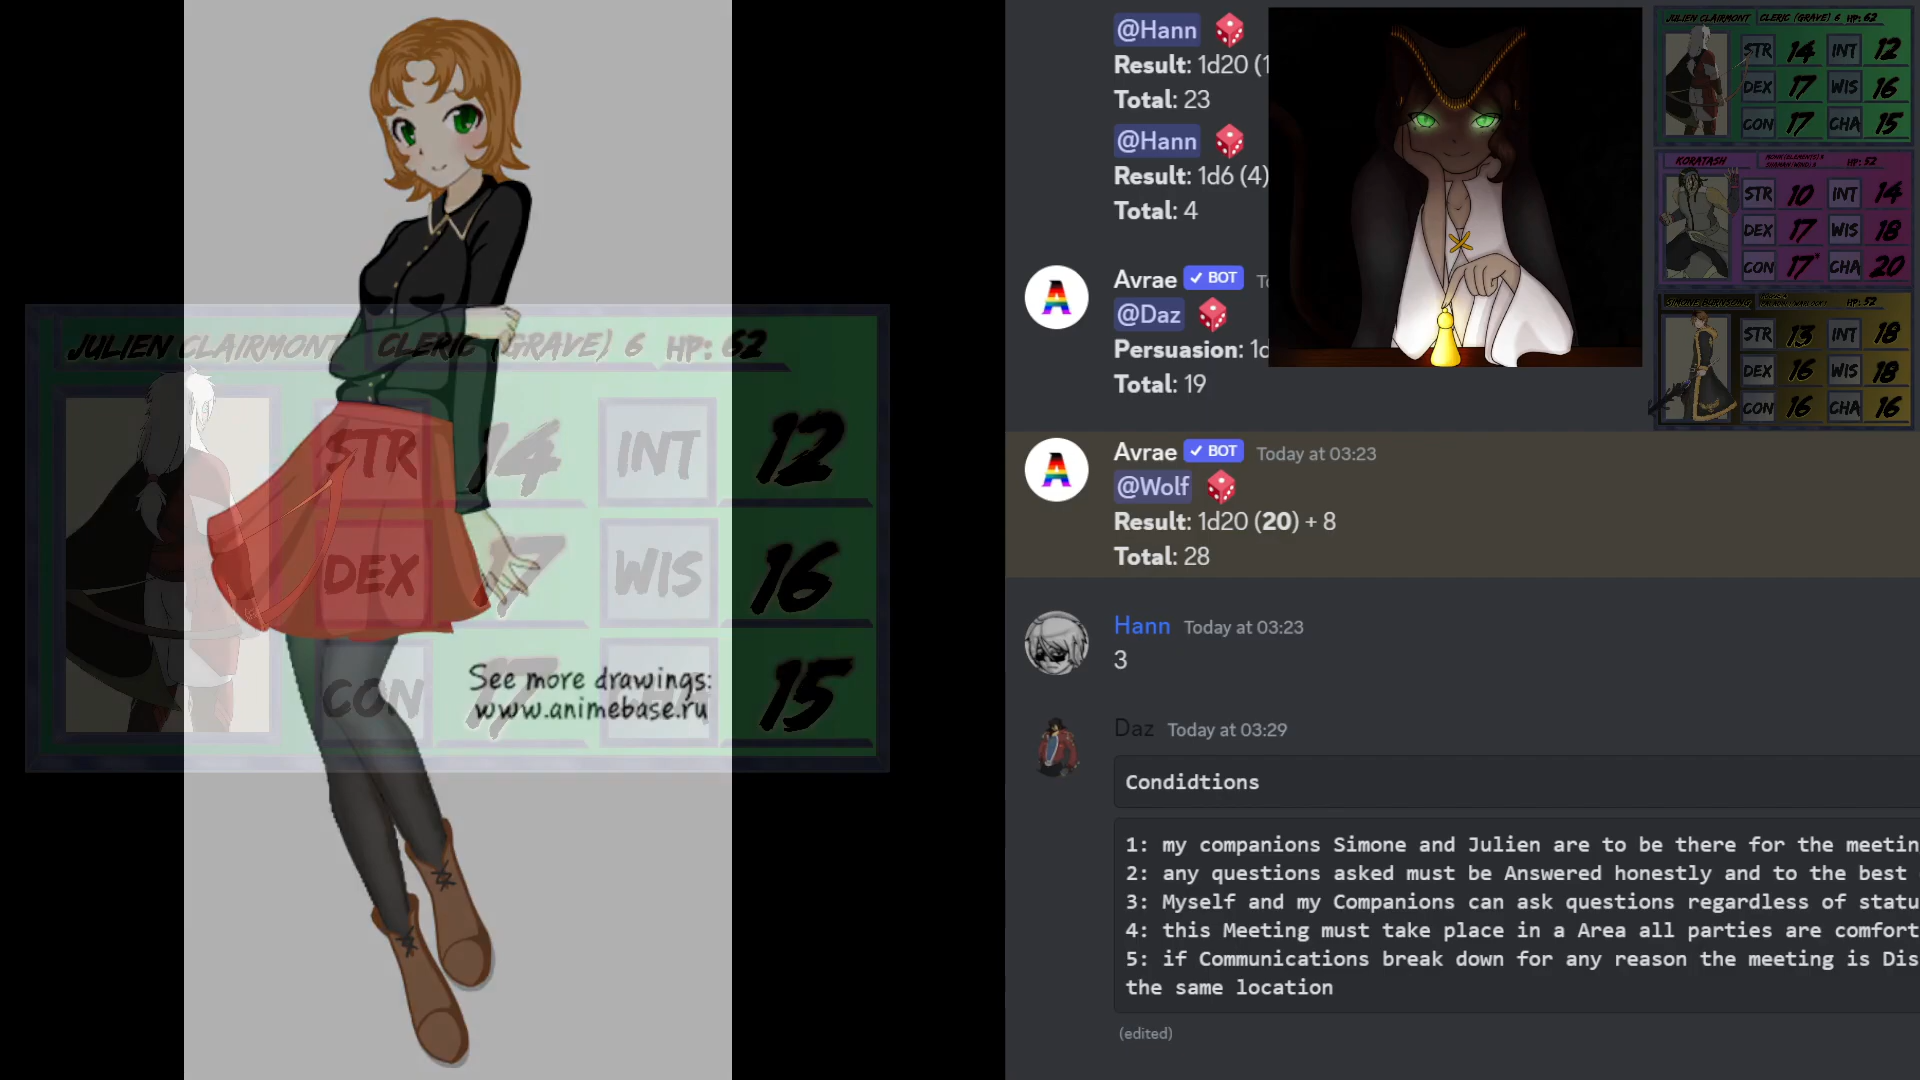 JULIEN CLAIRMONT CLERIC (GRAVE) 6 HP: 62
STR 14 INT 12
DEX 17 WIS 16
CON 17 CHA 15
See more drawings:
www.animebase.ru
@Hann
Result: 1d20 (1
Total: 23
@Hann
Result: 1d6 (4)
Total: 4
Avrae ✓ BOT To
@Daz
Persuasion: 1d
Total: 19
Avrae ✓ BOT Today at 03:23
@Wolf
Result: 1d20 (20) + 8
Total: 28
Hann Today at 03:23
3
Daz Today at 03:29
Condidtions
1: my companions Simone and Julien are to be there for the meetin
2: any questions asked must be Answered honestly and to the best
3: Myself and my Companions can ask questions regardless of statu
4: this Meeting must take place in a Area all parties are comfort
5: if Communications break down for any reason the meeting is Dis
the same location
(edited)
JULIEN CLAIRMONT CLERIC (GRAVE) 6 HP: 62
STR 14 INT 12
DEX 17 WIS 16
CON 17 CHA 15
KORATASH HP: 52
STR 10 INT 14
DEX 17 WIS 18
CON 17 CHA 20
HP: 52
STR 13 INT 18
DEX 16 WIS 18
CON 16 CHA 16